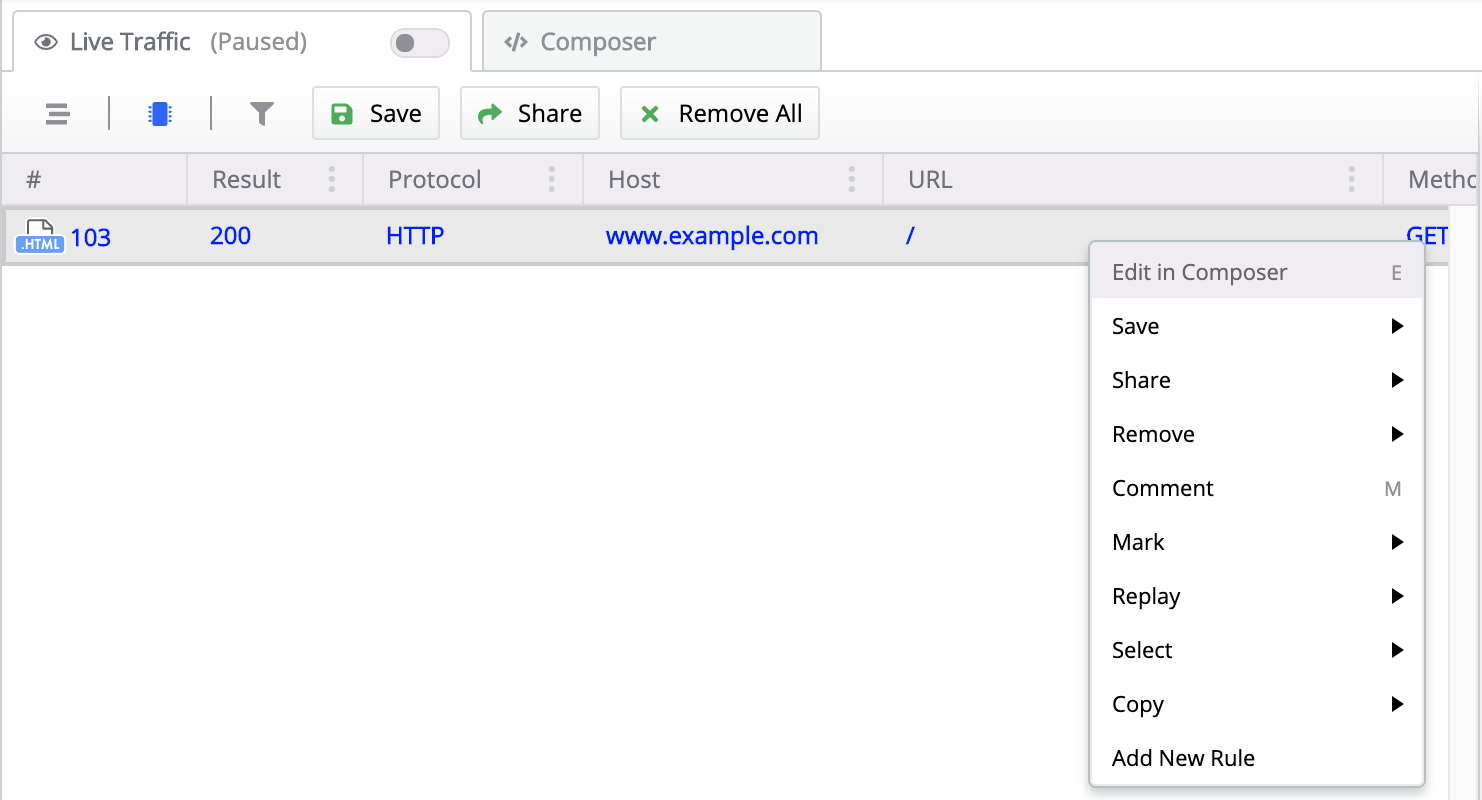 Live Traffic (Paused)
Composer
Save
Share
Remove All
# Result Protocol Host URL Metho
.HTML 103 200 HTTP www.example.com / GET
Edit in Composer E
Save
Share
Remove
Comment M
Mark
Replay
Select
Copy
Add New Rule